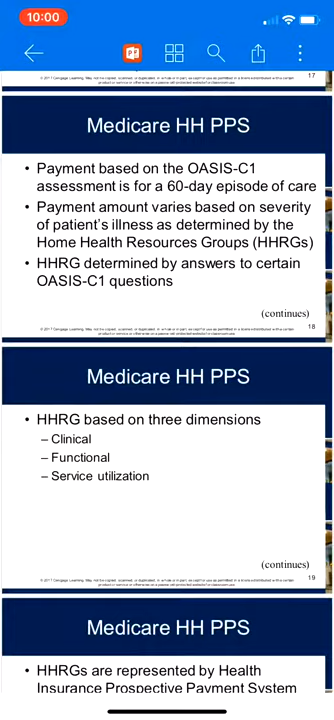 10:00
17
Medicare HH PPS
• Payment based on the OASIS-C1
assessment is for a 60-day episode of care
• Payment amount varies based on severity
of patient's illness as determined by the
Home Health Resources Groups (HHRGs)
• HHRG determined by answers to certain
OASIS-C1 questions
(continues)
18
Medicare HH PPS
• HHRG based on three dimensions
– Clinical
– Functional
– Service utilization
(continues)
19
Medicare HH PPS
• HHRGs are represented by Health
Insurance Prospective Payment System